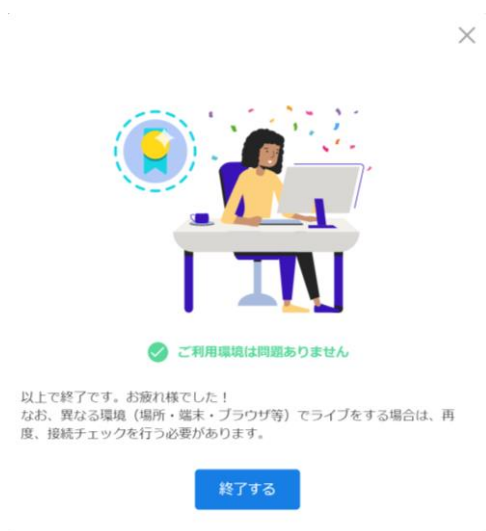 ご利用環境は問題ありません
以上で終了です。お疲れ様でした！
なお、異なる環境（場所・端末・ブラウザ等）でライブをする場合は、再
度、接続チェックを行う必要があります。
終了する